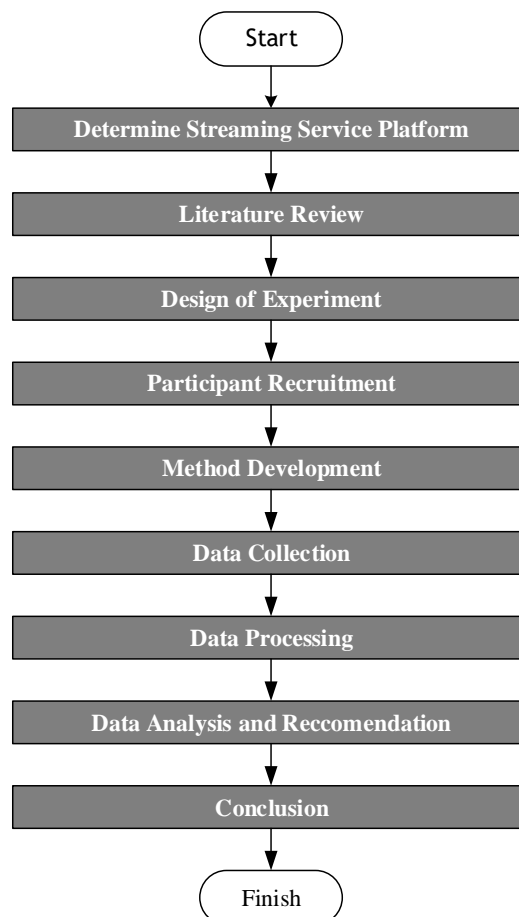 Start
Determine Streaming Service Platform
Literature Review
Design of Experiment
Participant Recruitment
Method Development
Data Collection
Data Processing
Data Analysis and Reccomendation
Conclusion
Finish